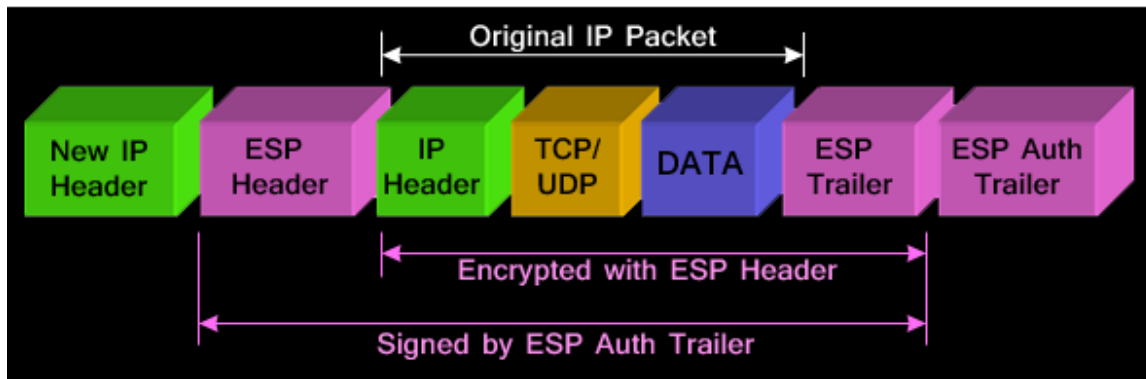 Original IP Packet
New IP
Header
ESP
Header
IP
Header
TCP/
UDP
DATA
ESP
Trailer
ESP Auth
Trailer
Encrypted with ESP Header
Signed by ESP Auth Trailer